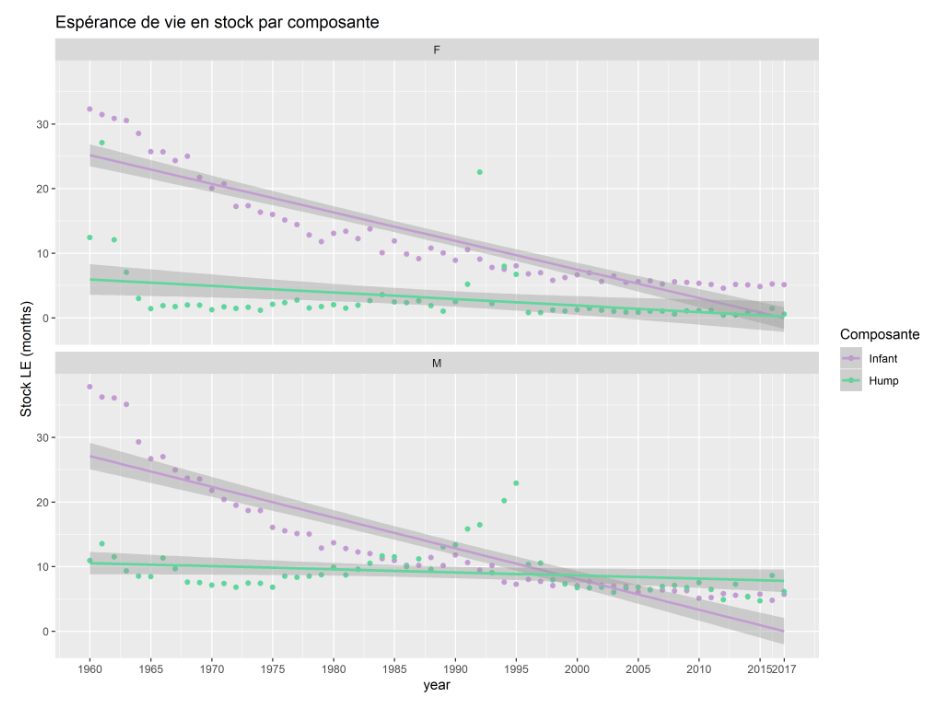 Espérance de vie en stock par composante
F
30
20
10
0
Stock LE (months)
M
30
20
10
0
1960 1965 1970 1975 1980 1985 1990 1995 2000 2005 2010 2015 2017
year
Composante
Infant
Hump